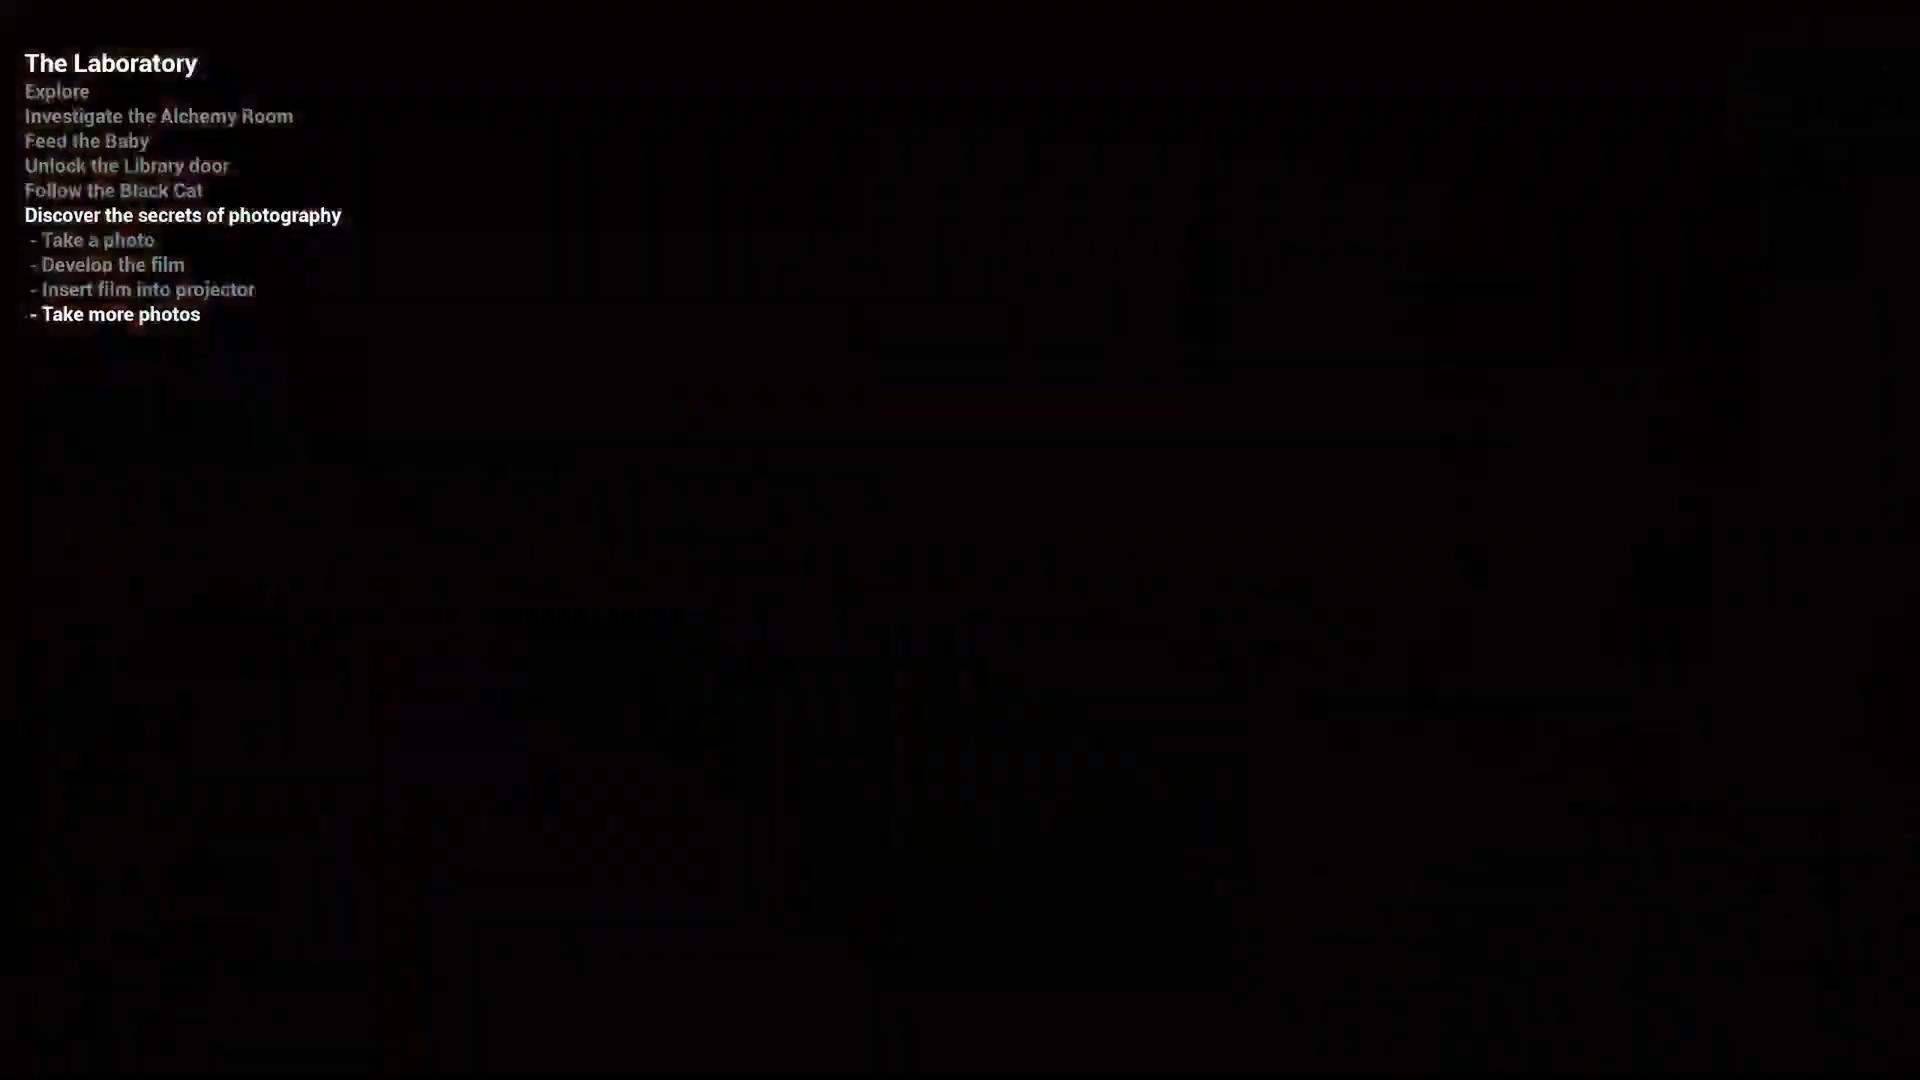 The Laboratory
Explore
Investigate the Alchemy Room
Feed the Baby
Unlock the Library door
Follow the Black Cat
Discover the secrets of photography
- Take a photo
- Develop the film
- Insert film into projector
- Take more photos